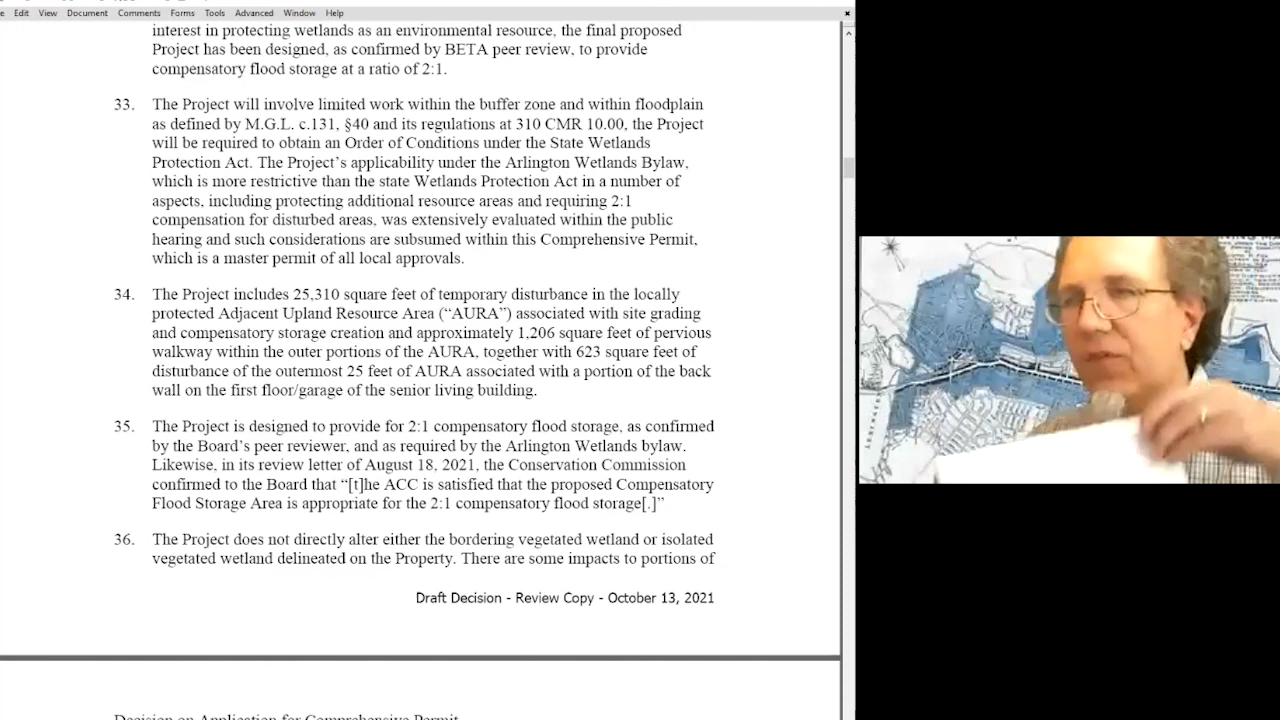 Edit View Document Comments Forms Tools Advanced Window Help
interest in protecting wetlands as an environmental resource, the final proposed
Project has been designed, as confirmed by BETA peer review, to provide
compensatory flood storage at a ratio of 2:1.
33. The Project will involve limited work within the buffer zone and within floodplain
as defined by M.G.L. c.131, §40 and its regulations at 310 CMR 10.00, the Project
will be required to obtain an Order of Conditions under the State Wetlands
Protection Act. The Project's applicability under the Arlington Wetlands Bylaw,
which is more restrictive than the state Wetlands Protection Act in a number of
aspects, including protecting additional resource areas and requiring 2:1
compensation for disturbed areas, was extensively evaluated within the public
hearing and such considerations are subsumed within this Comprehensive Permit,
which is a master permit of all local approvals.
34. The Project includes 25,310 square feet of temporary disturbance in the locally
protected Adjacent Upland Resource Area ("AURA") associated with site grading
and compensatory storage creation and approximately 1,206 square feet of pervious
walkway within the outer portions of the AURA, together with 623 square feet of
disturbance of the outermost 25 feet of AURA associated with a portion of the back
wall on the first floor/garage of the senior living building.
35. The Project is designed to provide for 2:1 compensatory flood storage, as confirmed
by the Board's peer reviewer, and as required by the Arlington Wetlands bylaw.
Likewise, in its review letter of August 18, 2021, the Conservation Commission
confirmed to the Board that "[t]he ACC is satisfied that the proposed Compensatory
Flood Storage Area is appropriate for the 2:1 compensatory flood storage[.]"
36. The Project does not directly alter either the bordering vegetated wetland or isolated
vegetated wetland delineated on the Property. There are some impacts to portions of
Draft Decision - Review Copy - October 13, 2021
Decision on Application for Comprehensive Permit